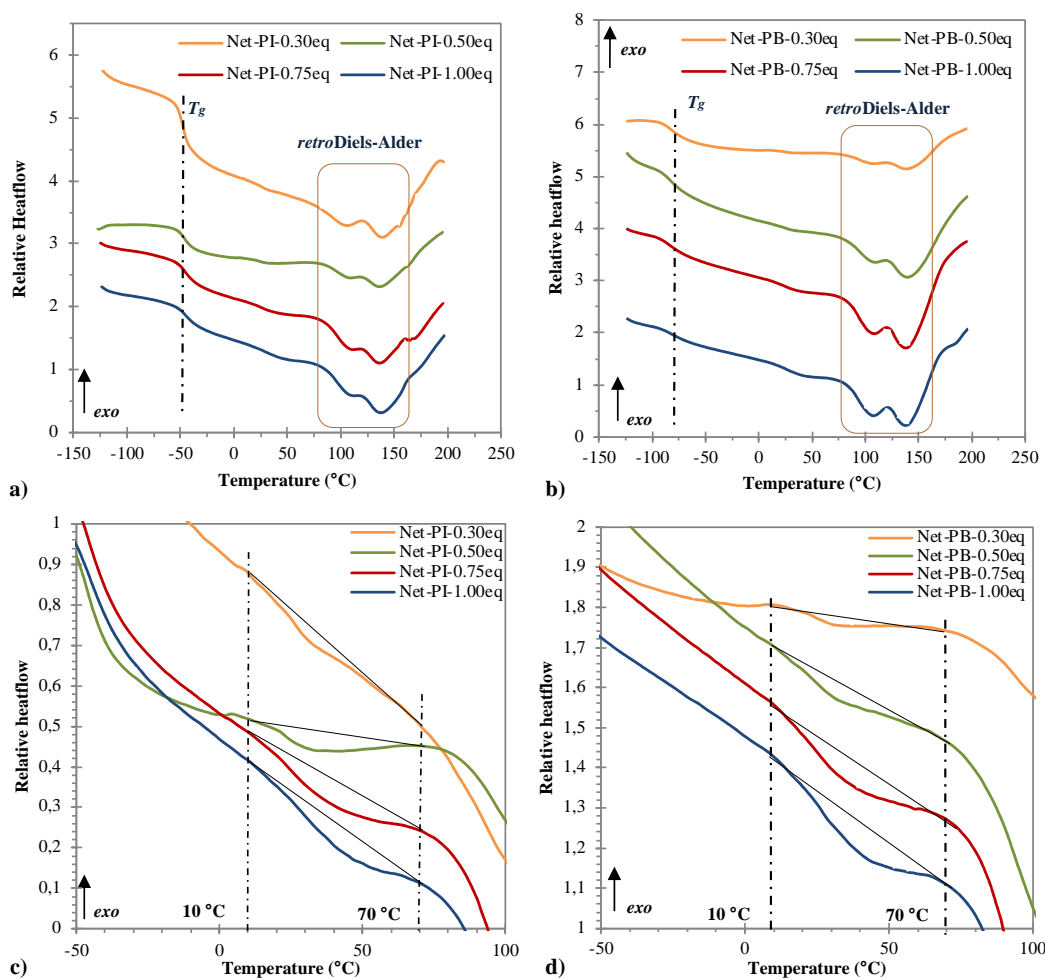 Net-PI-0.30eq Net-PI-0.50eq
Net-PI-0.75eq Net-PI-1.00eq
Tg
retroDiels-Alder
exo
Relative Heatflow
6
5
4
3
2
1
0
-150 -100 -50 0 50 100 150 200 250
Temperature (°C)
a)
exo
Net-PB-0.30eq Net-PB-0.50eq
Net-PB-0.75eq Net-PB-1.00eq
Tg
retroDiels-Alder
exo
Relative heatflow
8
7
6
5
4
3
2
1
0
-150 -100 -50 0 50 100 150 200 250
Temperature (°C)
b)
Net-PI-0.30eq
Net-PI-0.50eq
Net-PI-0.75eq
Net-PI-1.00eq
Relative heatflow
1
0,9
0,8
0,7
0,6
0,5
0,4
0,3
0,2
0,1
0
exo
10 °C 70 °C
-50 0 50 100
Temperature (°C)
c)
Net-PB-0.30eq
Net-PB-0.50eq
Net-PB-0.75eq
Net-PB-1.00eq
Relative heatflow
2
1,9
1,8
1,7
1,6
1,5
1,4
1,3
1,2
1,1
1
exo
10 °C 70 °C
-50 0 50 100
Temperature (°C)
d)